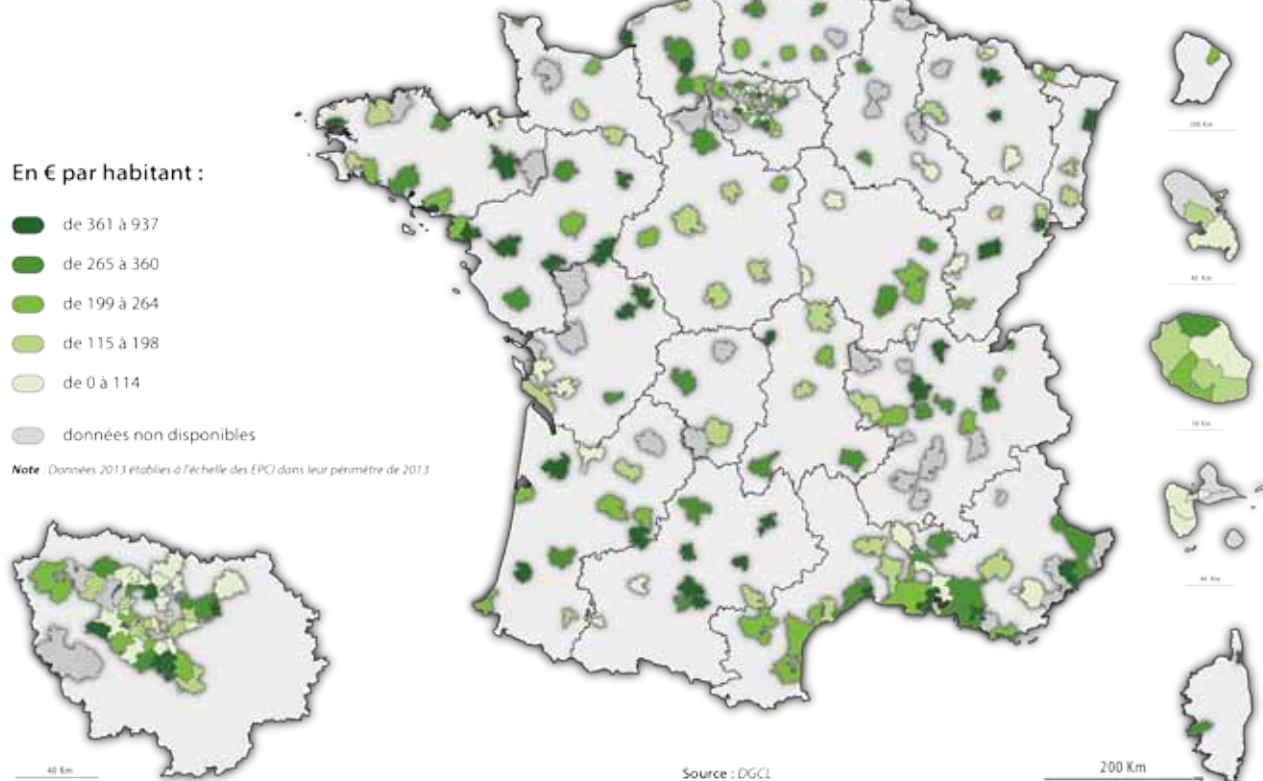 En € par habitant :
de 361 à 937
de 265 à 360
de 199 à 264
de 115 à 198
de 0 à 114
données non disponibles
Note : Données 2013 établies à l'échelle des EPCI dans leur périmètre de 2013
40 Km
Source : DGCL
200 Km
40 Km